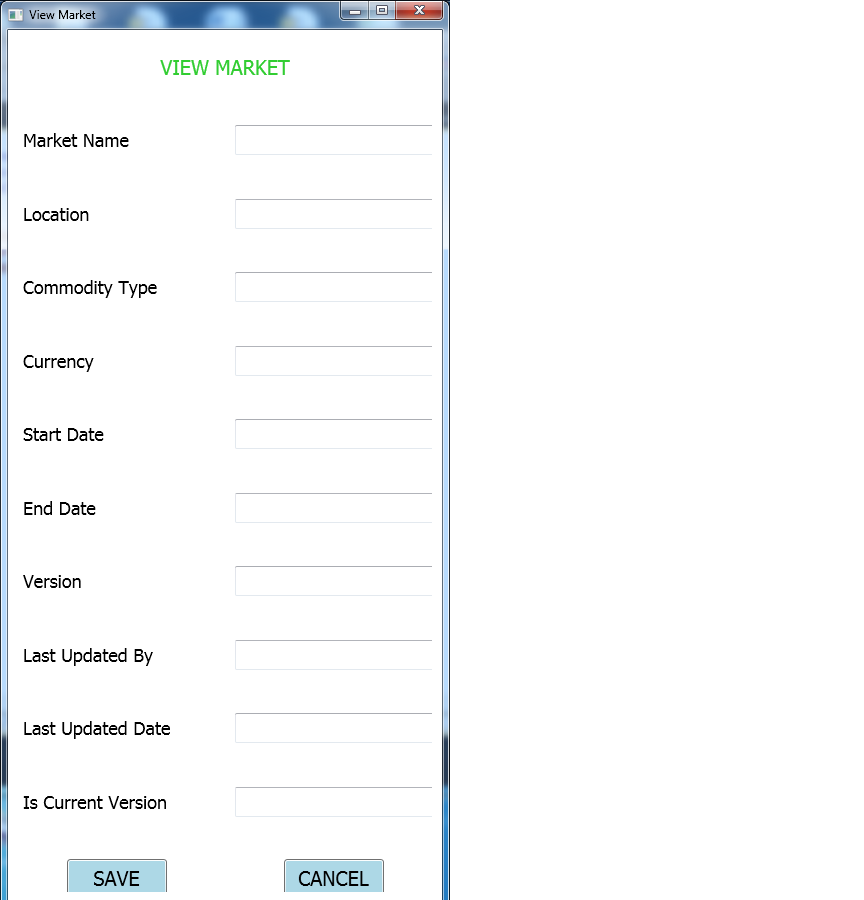 View Market
VIEW MARKET
Market Name
Location
Commodity Type
Currency
Start Date
End Date
Version
Last Updated By
Last Updated Date
Is Current Version
SAVE CANCEL